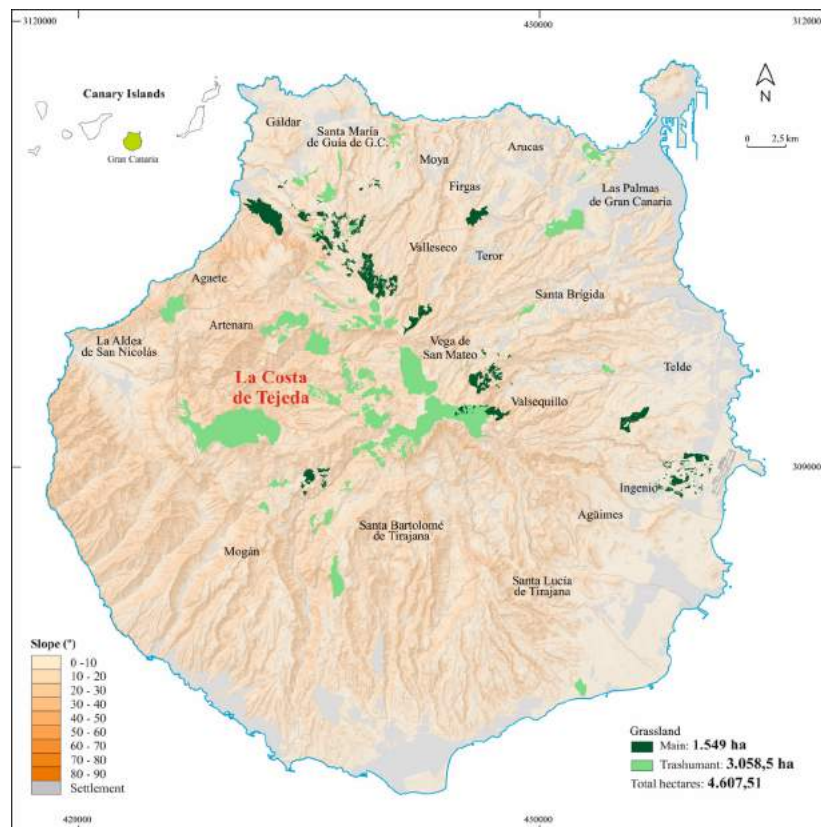 3120000
430000
312000
Canary Islands
Gran Canaria
N
0 2,5 km
Gáldar
Santa María
de Guía de G.C.
Moya
Arucas
Firgas
Las Palmas
de Gran Canaria
Valleseco
Teror
Agaete
Santa Brígida
Artenara
La Aldea
de San Nicolás
Vega de
San Mateo
Telde
La Costa
de Tejeda
Valsequillo
309000
Ingenio
Agüimes
Santa Bartolomé
de Tirajana
Mogán
Santa Lucía
de Tirajana
Slope (º)
0 -10
10 - 20
20 - 30
30 - 40
40 - 50
50 - 60
60 - 70
70 - 80
80 - 90
Settlement
Grassland
Main: 1.549 ha
Trashumant: 3.058,5 ha
Total hectares: 4.607,51
420000
430000